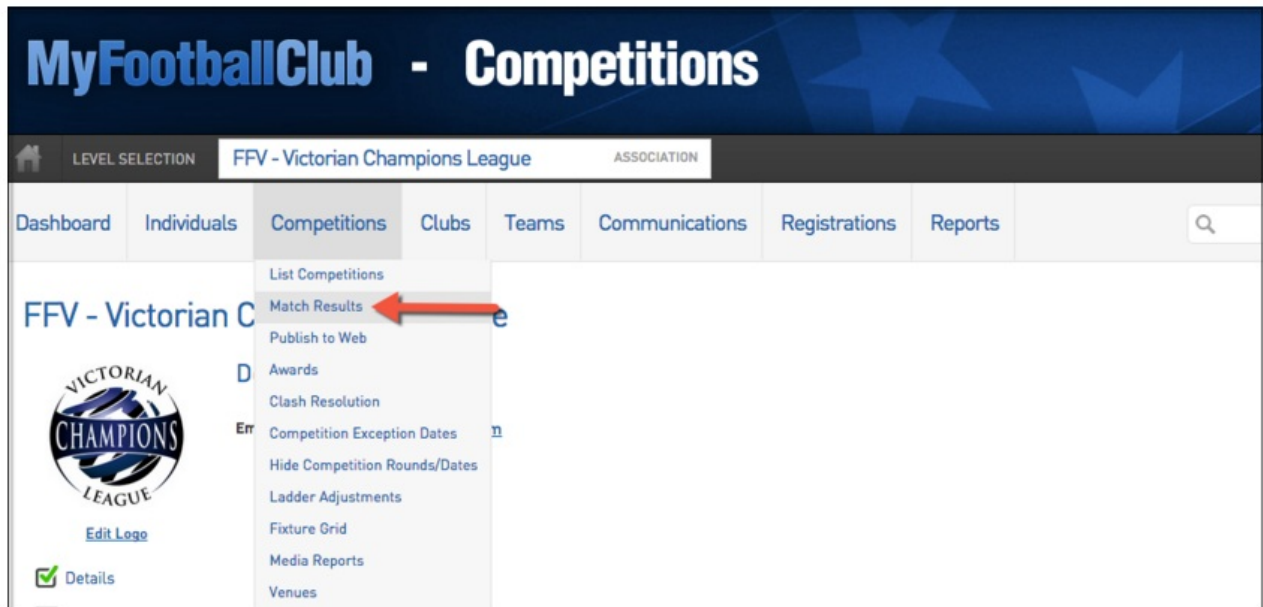 MyFootballClub - Competitions
LEVEL SELECTION FFV - Victorian Champions League ASSOCIATION
Dashboard Individuals Competitions Clubs Teams Communications Registrations Reports
List Competitions
Match Results
FFV - Victorian C e
Publish to Web
VICTORIAN
CHAMPIONS
LEAGUE
D
Awards
Clash Resolution
Em
Competition Exception Dates
m
Hide Competition Rounds/Dates
Ladder Adjustments
Edit Logo
Fixture Grid
Media Reports
Details
Venues